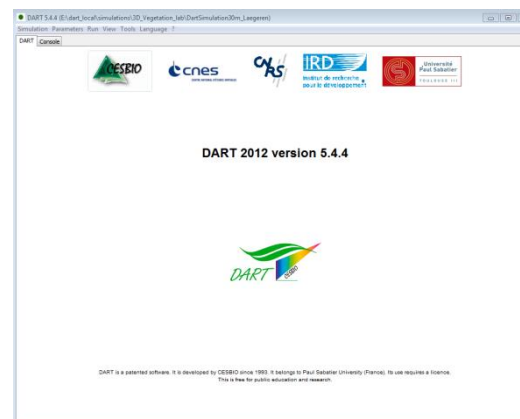 DART 5.4.4 (E:\dart_local\simulations\3D_Vegetation_lab\DartSimulation30m_Laegeren)
Simulation Parameters Run View Tools Language ?
DART Console
CESBIO
cnes
CNRS
IRD
Institut de recherche
pour le développement
Université
Paul Sabatier
TOULOUSE III
DART 2012 version 5.4.4
DART CESBIO
DART is a patented software. It is developed by CESBIO since 1993. It belongs to Paul Sabatier University (France). Its use requires a licence.
This is free for public education and research.